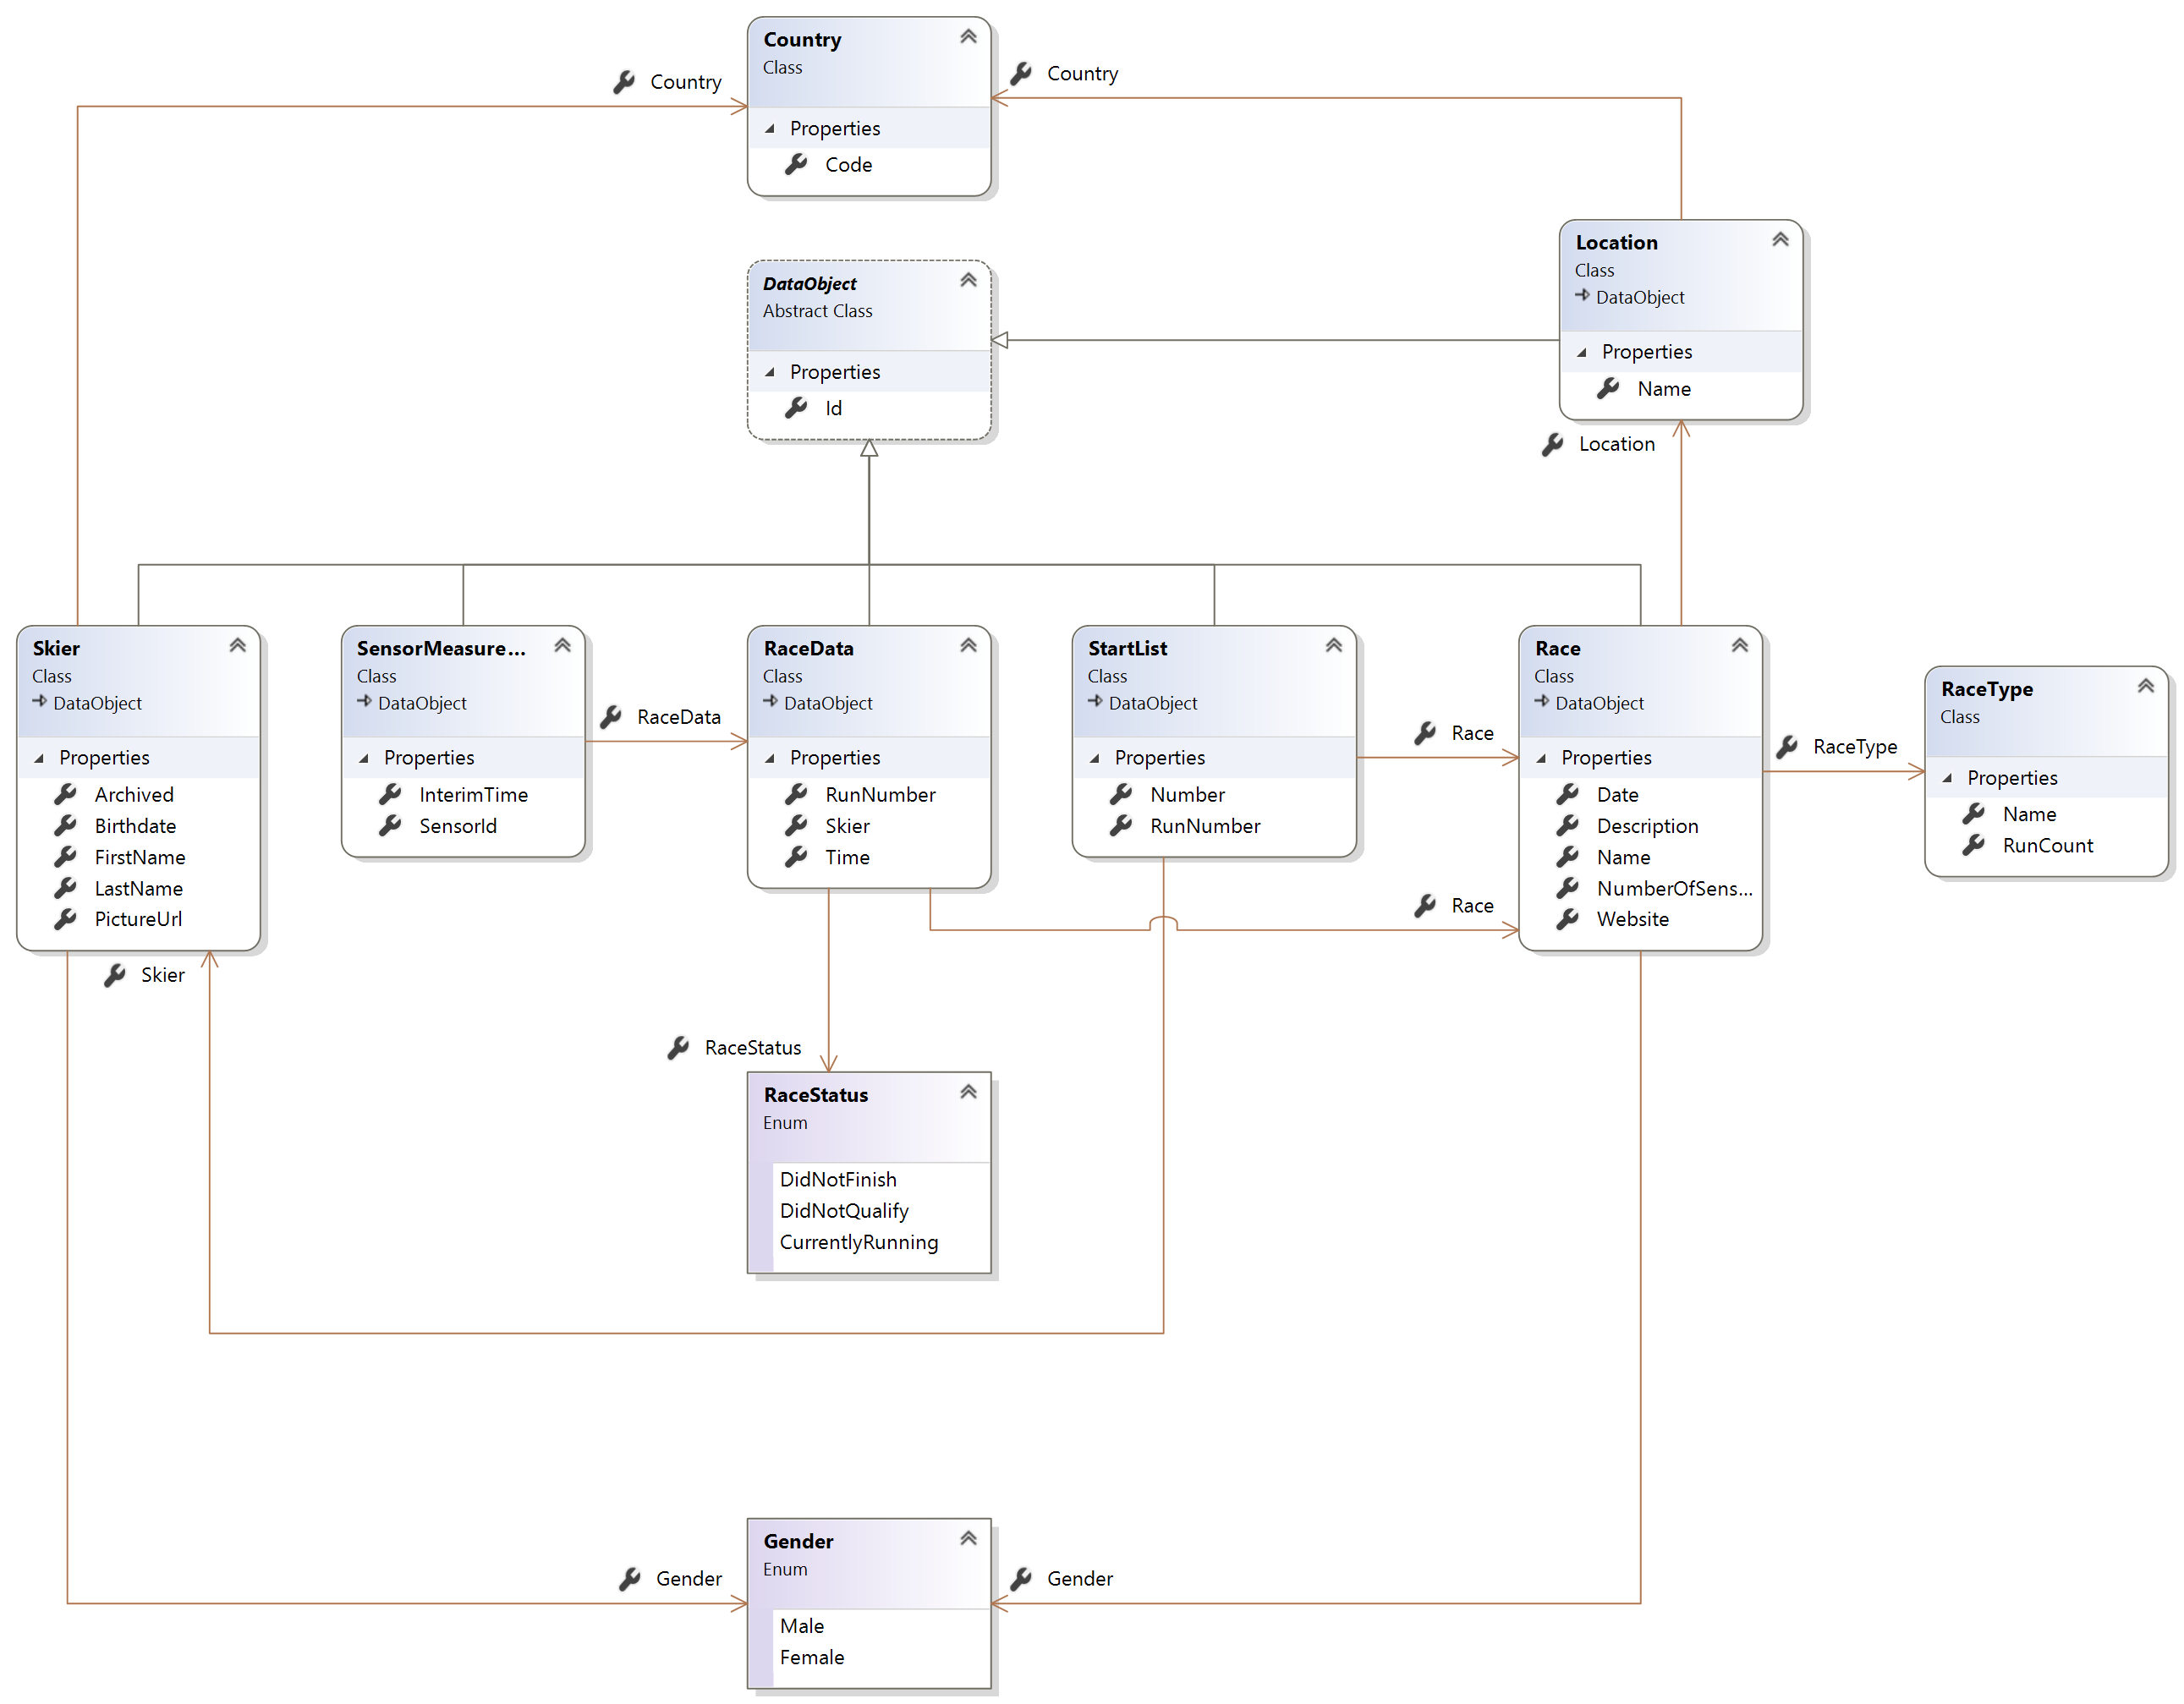 Country
Class
Properties
Code
Country
Country
Location
Class
DataObject
Properties
Name
DataObject
Abstract Class
Properties
Id
Location
Skier
Class
DataObject
Properties
Archived
Birthdate
FirstName
LastName
PictureUrl
SensorMeasure...
Class
DataObject
Properties
InterimTime
SensorId
RaceData
RaceData
Class
DataObject
Properties
RunNumber
Skier
Time
StartList
Class
DataObject
Properties
Number
RunNumber
Race
Race
Race
Class
DataObject
Properties
Date
Description
Name
NumberOfSens...
Website
RaceType
RaceType
Class
Properties
Name
RunCount
Skier
RaceStatus
RaceStatus
Enum
DidNotFinish
DidNotQualify
CurrentlyRunning
Gender
Gender
Enum
Male
Female
Gender